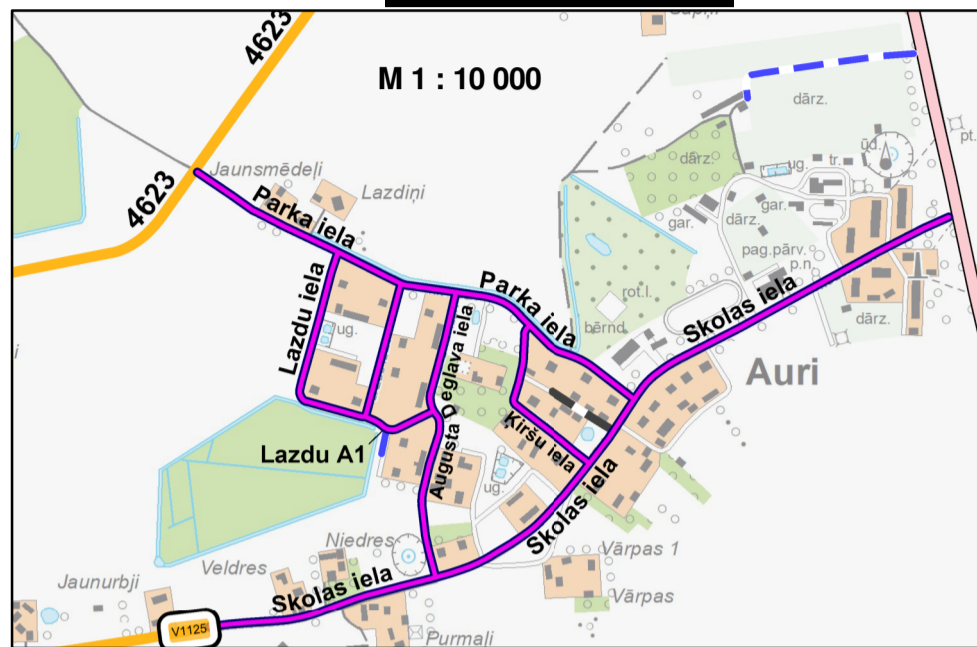 4623
M 1 : 10 000
dārz.
pt.
Jaunsmēdeļi
Lazdiņi
4623
dārz.
ūd.
ug.
tr.
gar.
dārz.
gar.
Parka iela
pag.pārv.
p.n.
Parka iela
rot.l.
Skolas iela
Lazdu iela
ug.
bērnd.
dārz.
Augusta Deglava iela
Auri
Kiršu iela
Lazdu A1
ug.
Skolas iela
Niedres
Vārpas 1
Veldres
Jaunurbji
Vārpas
Skolas iela
V1125
Purmaļi